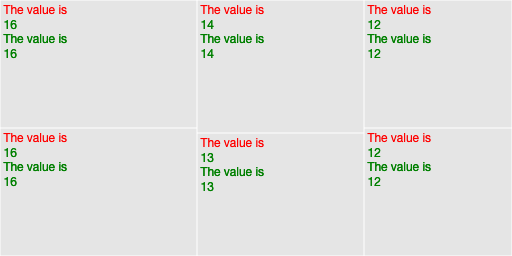 The value is
16
The value is
16
The value is
14
The value is
14
The value is
12
The value is
12
The value is
16
The value is
16
The value is
13
The value is
13
The value is
12
The value is
12